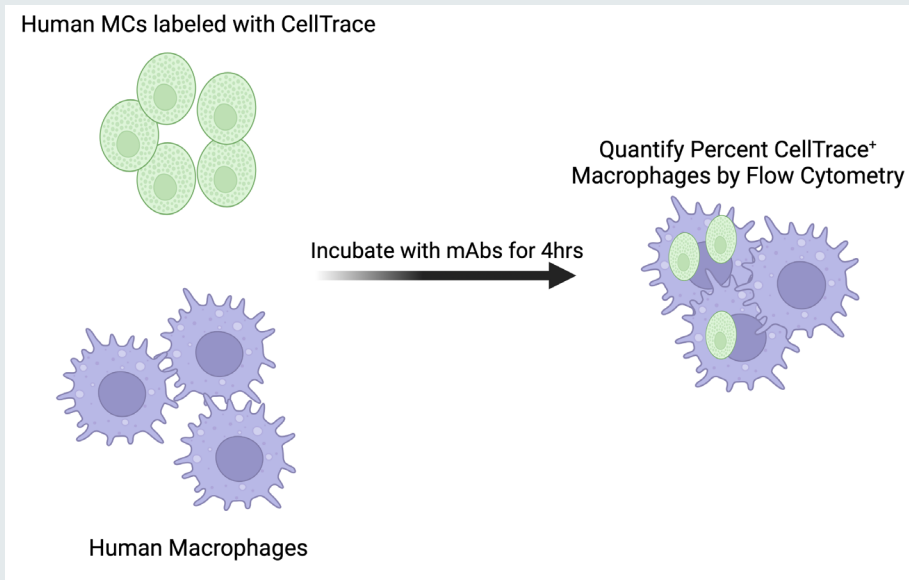 Human MCs labeled with CellTrace
Quantify Percent CellTrace⁺
Macrophages by Flow Cytometry
Incubate with mAbs for 4hrs
Human Macrophages